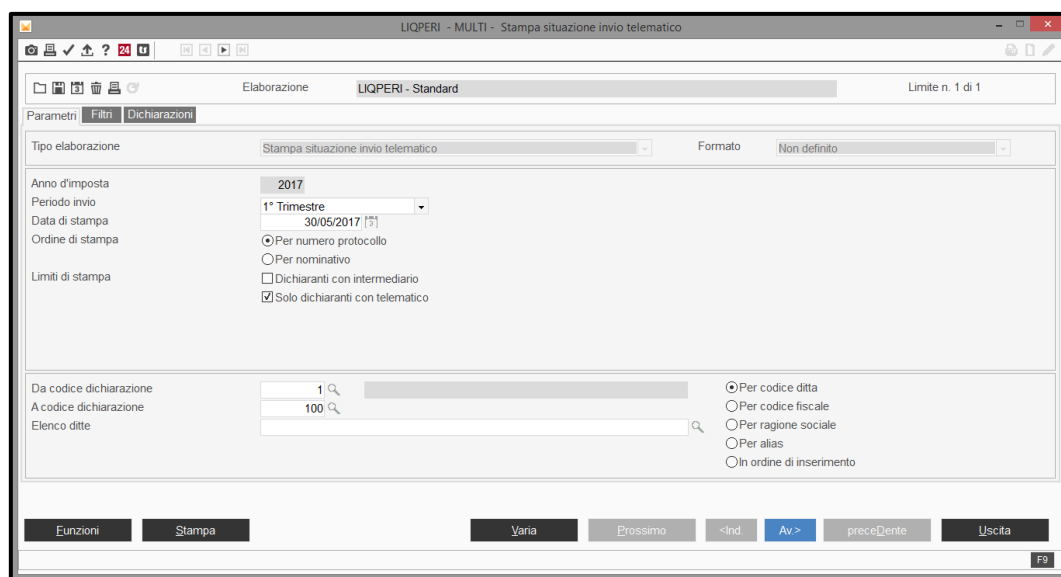 LIQPERI - MULTI - Stampa situazione invio telematico
? 24
Elaborazione LIQPERI - Standard Limite n. 1 di 1
Parametri Filtri Dichiarazioni
Tipo elaborazione Stampa situazione invio telematico Formato Non definito
Anno d'imposta 2017
Periodo invio 1° Trimestre
Data di stampa 30/05/2017
Ordine di stampa Per numero protocollo
Per nominativo
Limiti di stampa Dichiaranti con intermediario
Solo dichiaranti con telematico
Da codice dichiarazione 1 Per codice ditta
A codice dichiarazione 100 Per codice fiscale
Elenco ditte Per ragione sociale
Per alias
In ordine di inserimento
Funzioni Stampa Varia Prossimo <Ind. Av.> preceDente Uscita
F9